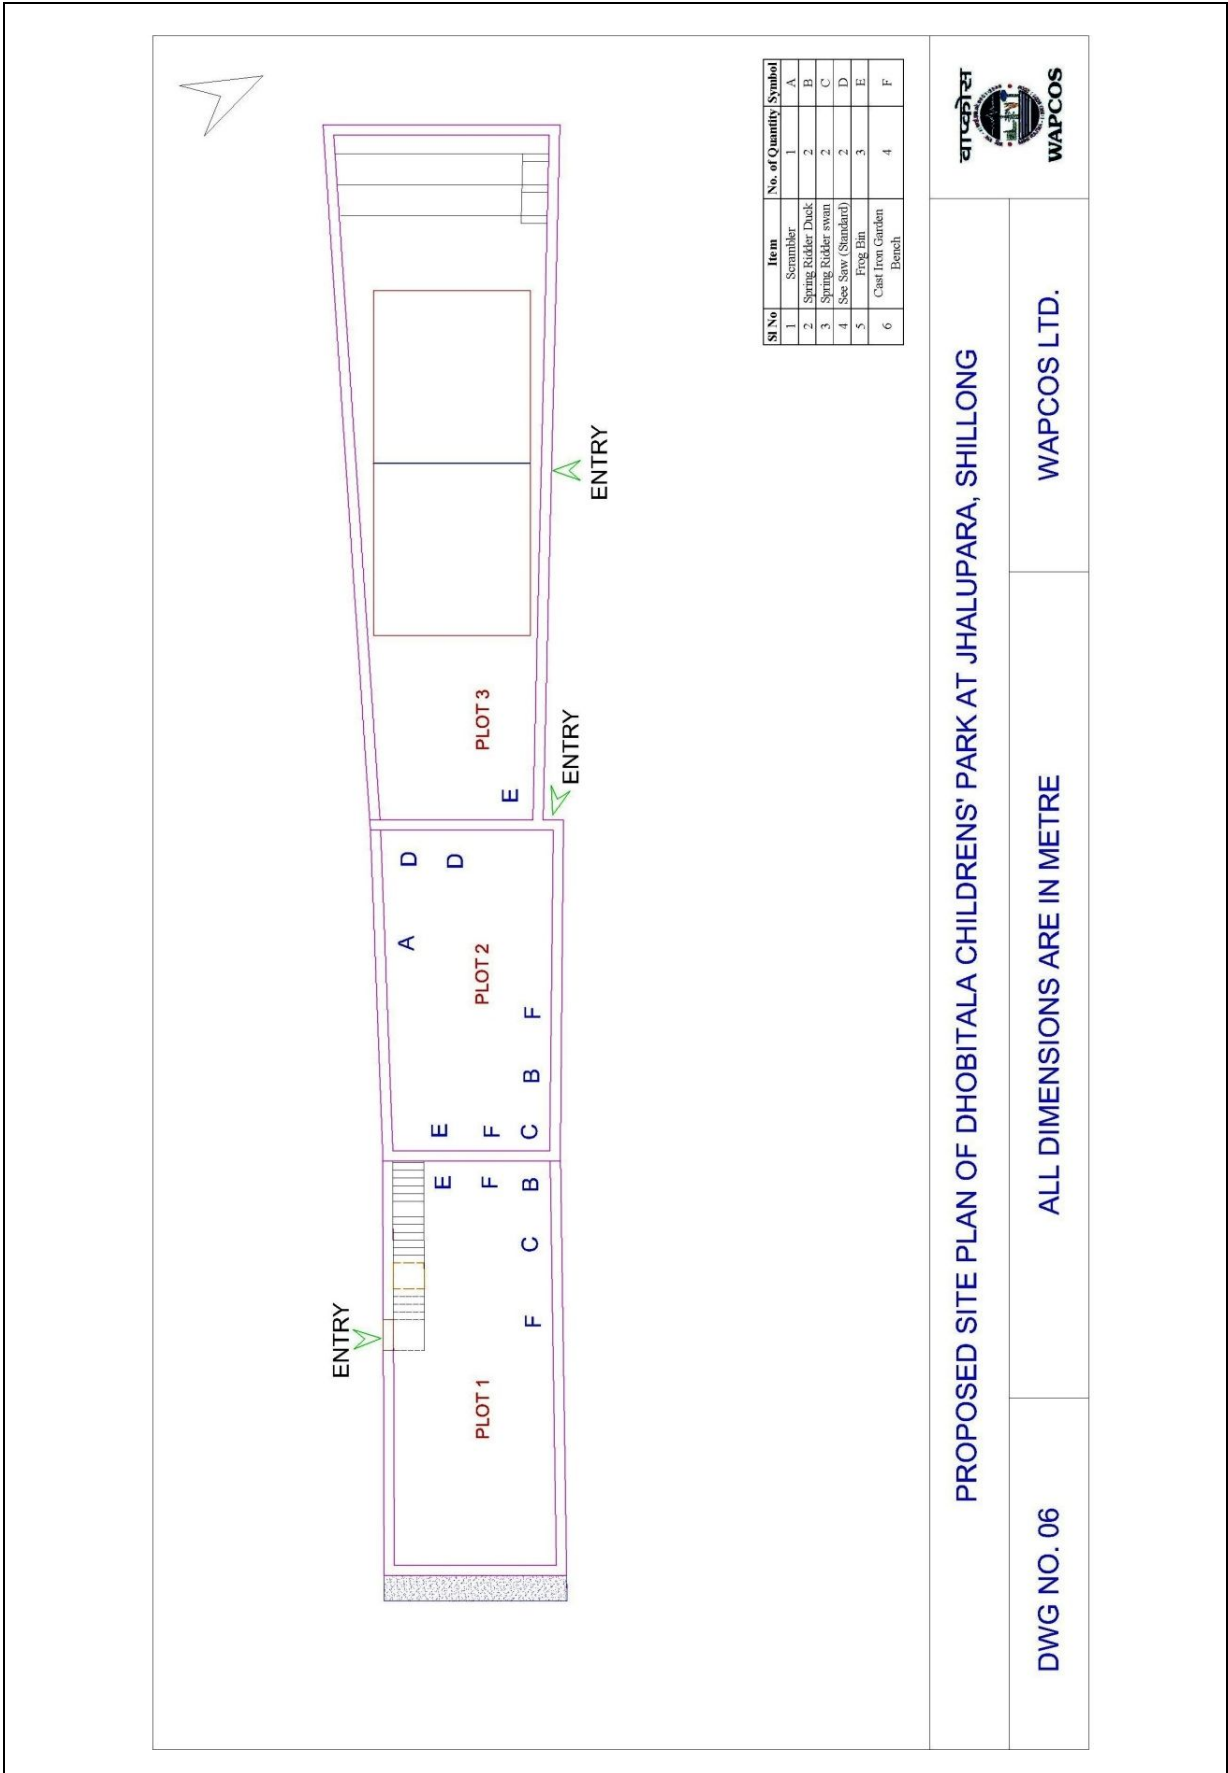 Sl No Item No. of Quantity Symbol
1 Scrambler 1 A
2 Spring Ridder Duck 2 B
3 Spring Ridder swan 2 C
4 See Saw (Standard) 2 D
5 Frog Bin 3 E
6 Cast Iron Garden Bench 4 F
ENTRY
PLOT 1
F
C
B
F
E
E
F
C
B
F
PLOT 2
A
D
D
E
PLOT 3
ENTRY
ENTRY
वाप्कोस
WAPCOS
PROPOSED SITE PLAN OF DHOBITALA CHILDRENS' PARK AT JHALUPARA, SHILLONG
DWG NO. 06
ALL DIMENSIONS ARE IN METRE
WAPCOS LTD.